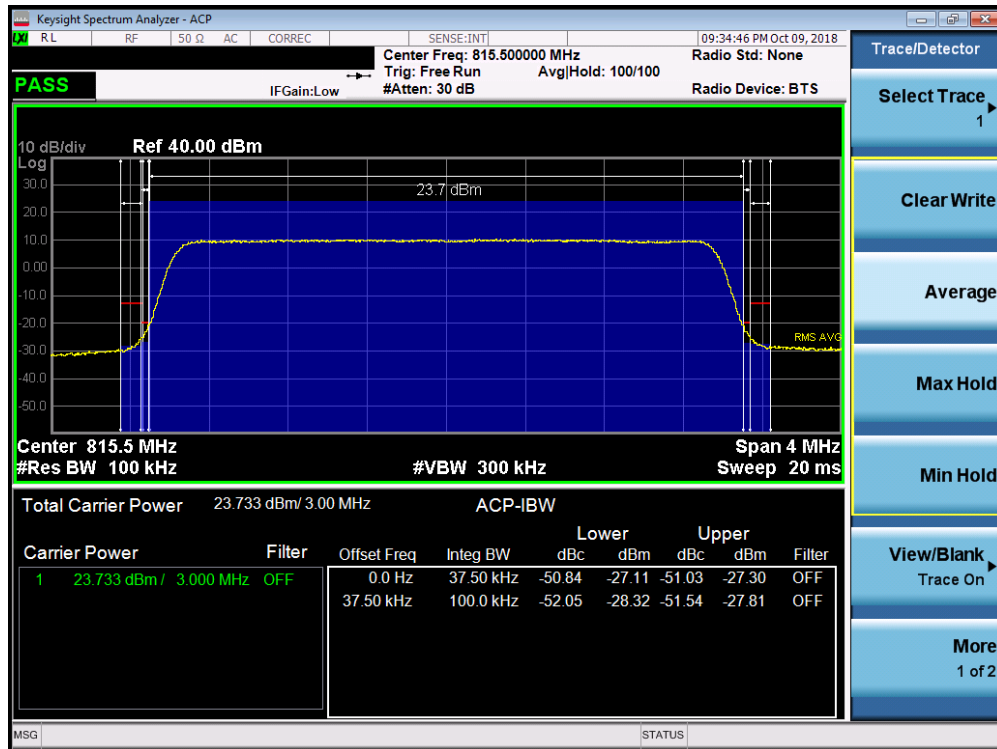 Keysight Spectrum Analyzer - ACP
LXI RL RF 50 Ω AC CORREC SENSE:INT 09:34:46 PM Oct 09, 2018
Center Freq: 815.500000 MHz Radio Std: None
Trig: Free Run Avg|Hold: 100/100
PASS IFGain:Low #Atten: 30 dB Radio Device: BTS
10 dB/div Ref 40.00 dBm
Log
30.0
23.7 dBm
20.0
10.0
0.00
-10.0
-20.0
RMS AVG
-30.0
-40.0
-50.0
Center 815.5 MHz Span 4 MHz
#Res BW 100 kHz #VBW 300 kHz Sweep 20 ms
Total Carrier Power 23.733 dBm/ 3.00 MHz ACP-IBW
Lower Upper
Carrier Power Filter Offset Freq Integ BW dBc dBm dBc dBm Filter
1 23.733 dBm / 3.000 MHz OFF 0.0 Hz 37.50 kHz -50.84 -27.11 -51.03 -27.30 OFF
37.50 kHz 100.0 kHz -52.05 -28.32 -51.54 -27.81 OFF
MSG STATUS
Trace/Detector
Select Trace
1
Clear Write
Average
Max Hold
Min Hold
View/Blank
Trace On
More
1 of 2